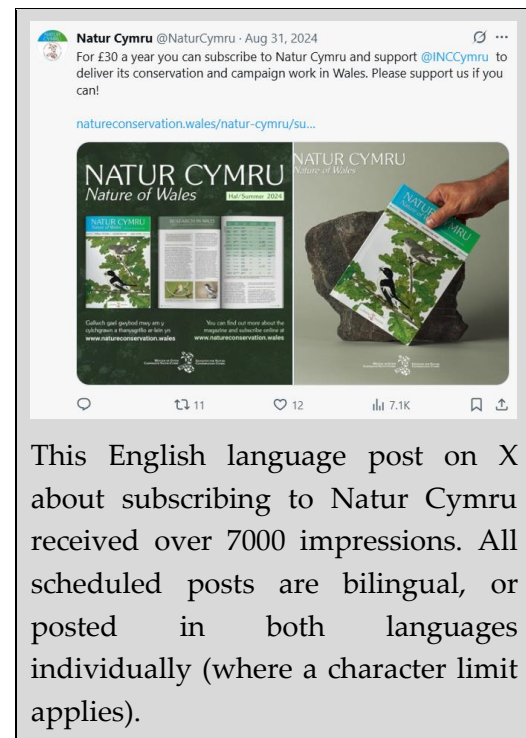 Natur Cymru @NaturCymru · Aug 31, 2024
For £30 a year you can subscribe to Natur Cymru and support @INCCymru to
deliver its conservation and campaign work in Wales. Please support us if you
can!
natureconservation.wales/natur-cymru/su...
NATUR CYMRU
Nature of Wales
Haf/Summer 2024
NATUR CYMRU
RESEARCH IN WALES
Gallwch gael gwybod mwy am y
cylchgrawn a thanysgrifio ar lein yn
www.natureconservation.wales
You can find out more about the
magazine and subscribe online at
www.natureconservation.wales
NATUR CYMRU
Nature of Wales
NATUR CYMRU
11
12
7.1K
This English language post on X
about subscribing to Natur Cymru
received over 7000 impressions. All
scheduled posts are bilingual, or
posted in both languages
individually (where a character limit
applies).